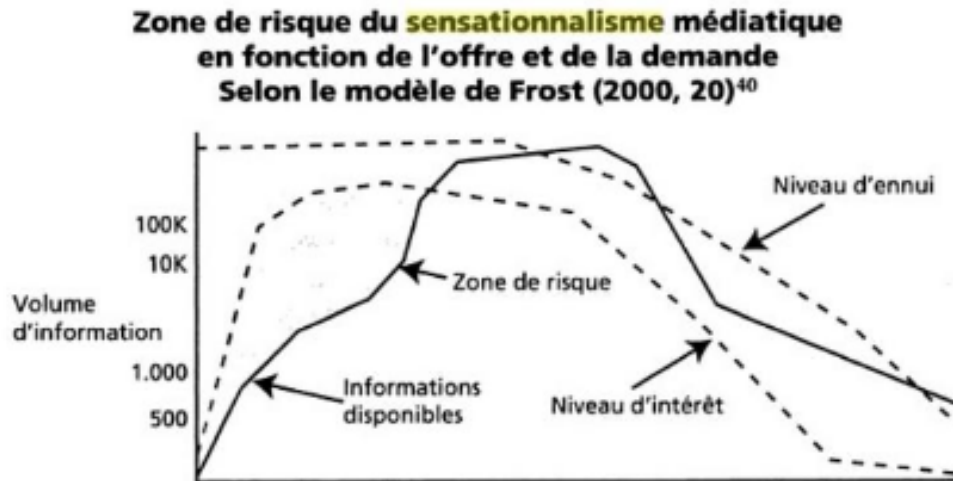 Zone de risque du sensationnalisme médiatique
en fonction de l'offre et de la demande
Selon le modèle de Frost (2000, 20)40
Niveau d'ennui
100K
10K
Zone de risque
Volume
d'information
1.000
Informations
disponibles
Niveau d'intérêt
500